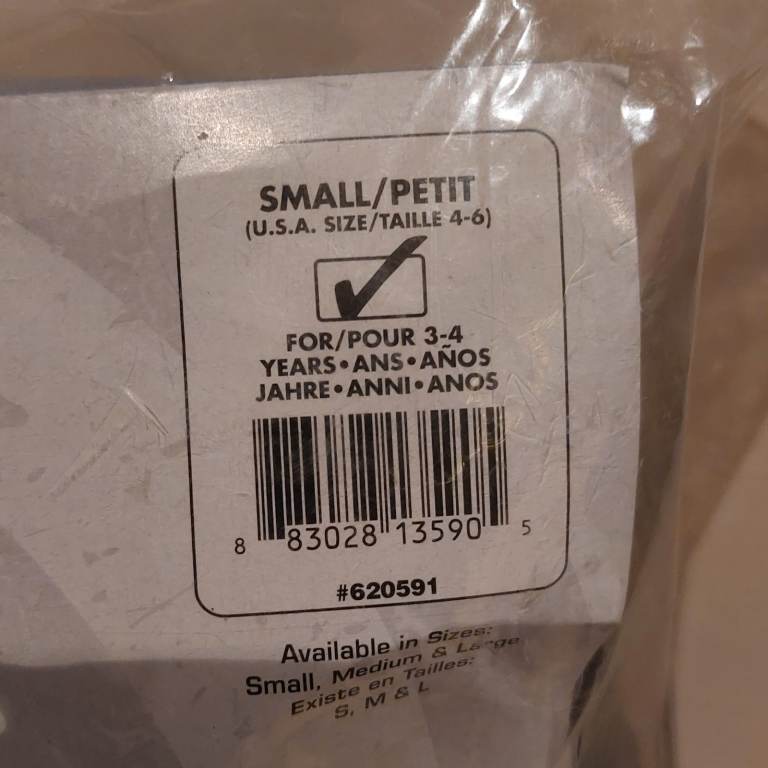 SMALL/PETIT
(U.S.A. SIZE/TAILLE 4-6)
FOR/POUR 3-4
YEARS•ANS•AÑOS
JAHRE•ANNI•ANOS
8 83028 13590 5
#620591
Available in Sizes:
Small, Medium & Large
Existe en Tailles:
S, M & L